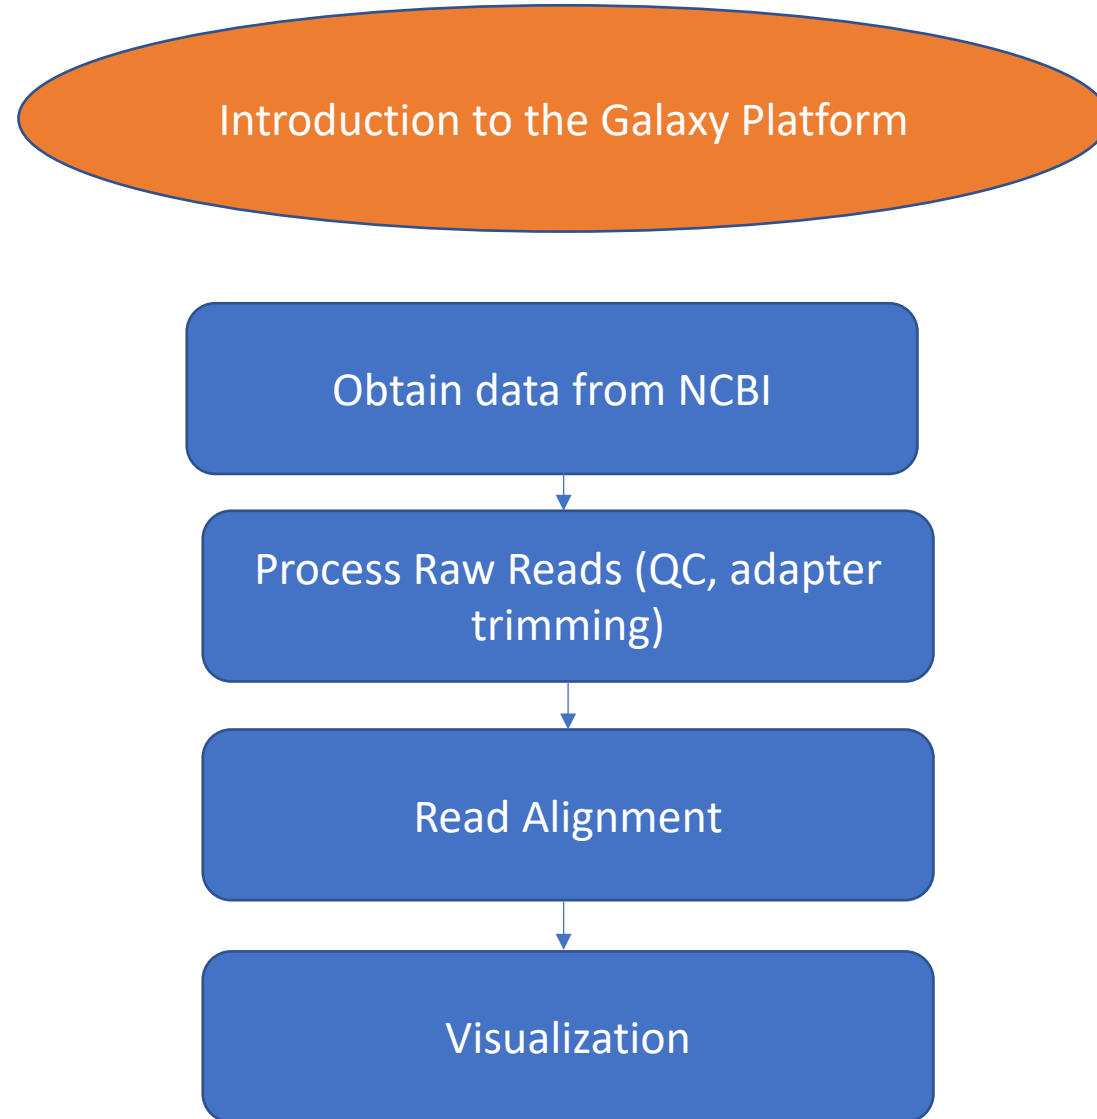 Introduction to the Galaxy Platform
Obtain data from NCBI
Process Raw Reads (QC, adapter
trimming)
Read Alignment
Visualization